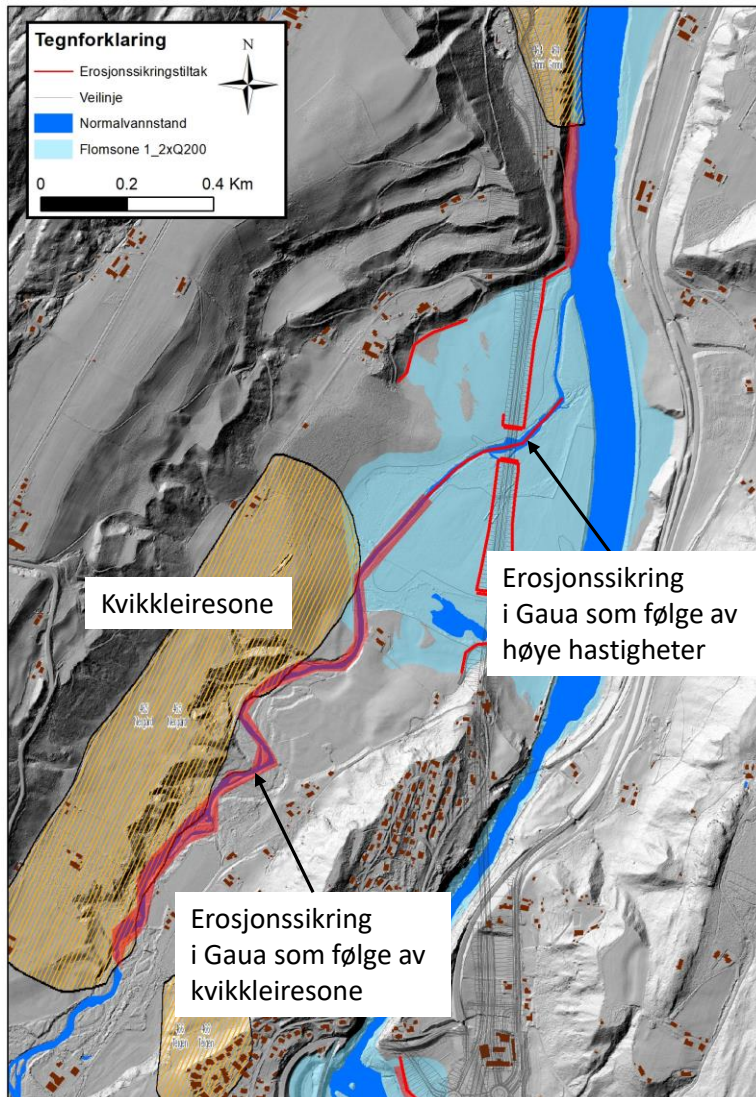 Tegnforklaring
N
Erosjonssikringstiltak
Veilinje
Normalvannstand
Flomsone 1_2xQ200
0 0.2 0.4 Km
Kvikkleiresone
Erosjonssikring
i Gaua som følge av
høye hastigheter
Erosjonssikring
i Gaua som følge av
kvikkleiresone